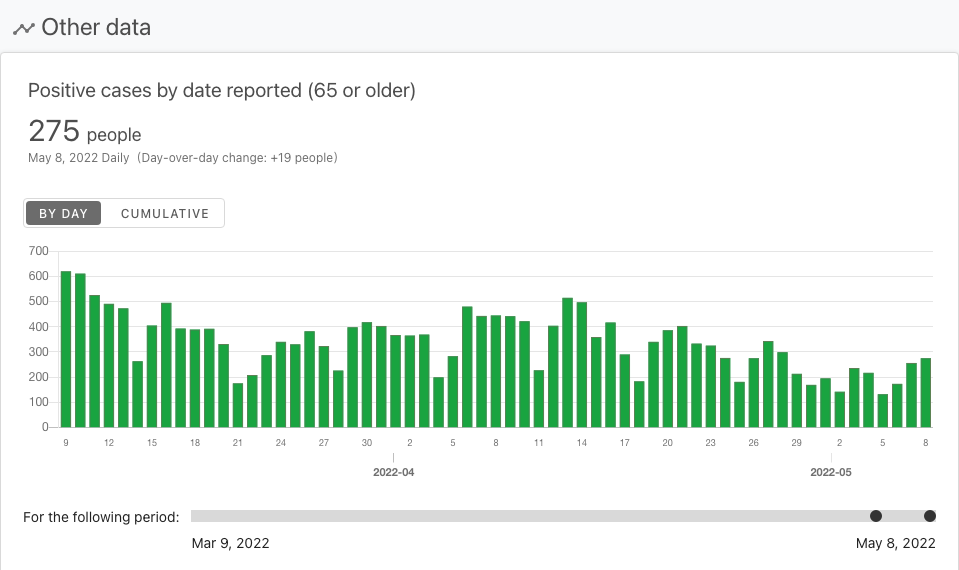 Other data
Positive cases by date reported (65 or older)
275 people
May 8, 2022 Daily (Day-over-day change: +19 people)
BY DAY CUMULATIVE
700
600
500
400
300
200
100
0
9 12 15 18 21 24 27 30 2 5 8 11 14 17 20 23 26 29 2 5 8
2022-04 2022-05
For the following period:
Mar 9, 2022 May 8, 2022